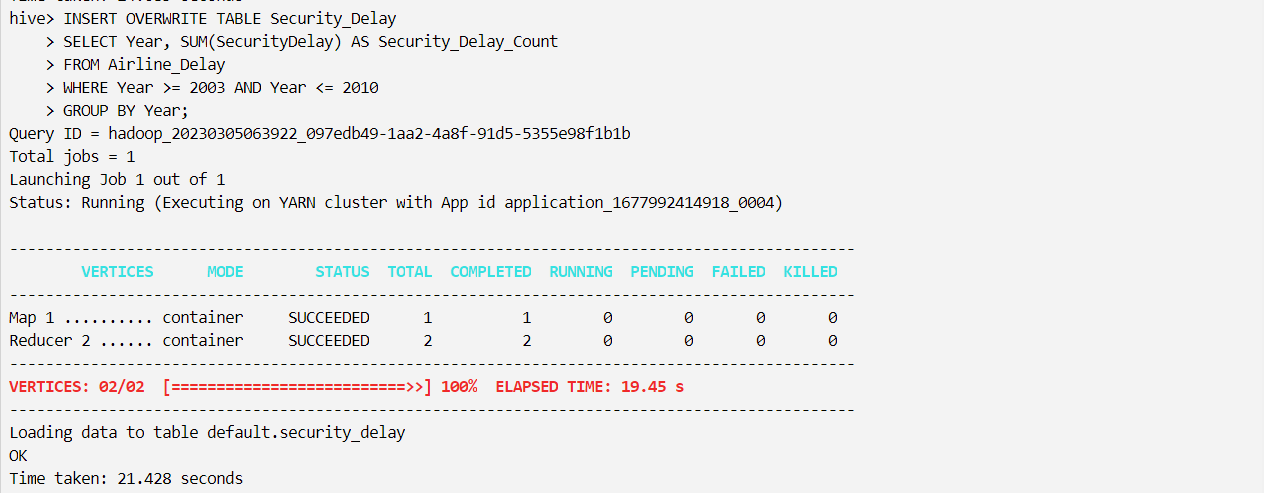 hive> INSERT OVERWRITE TABLE Security_Delay
    > SELECT Year, SUM(SecurityDelay) AS Security_Delay_Count
    > FROM Airline_Delay
    > WHERE Year >= 2003 AND Year <= 2010
    > GROUP BY Year;
Query ID = hadoop_20230305063922_097edb49-1aa2-4a8f-91d5-5355e98f1b1b
Total jobs = 1
Launching Job 1 out of 1
Status: Running (Executing on YARN cluster with App id application_1677992414918_0004)

----------------------------------------------------------------------------------------------
        VERTICES      MODE        STATUS  TOTAL  COMPLETED  RUNNING  PENDING  FAILED  KILLED
----------------------------------------------------------------------------------------------
Map 1 .......... container     SUCCEEDED      1          1        0        0       0       0
Reducer 2 ...... container     SUCCEEDED      2          2        0        0       0       0
----------------------------------------------------------------------------------------------
VERTICES: 02/02  [==========================>>] 100%  ELAPSED TIME: 19.45 s
----------------------------------------------------------------------------------------------
Loading data to table default.security_delay
OK
Time taken: 21.428 seconds